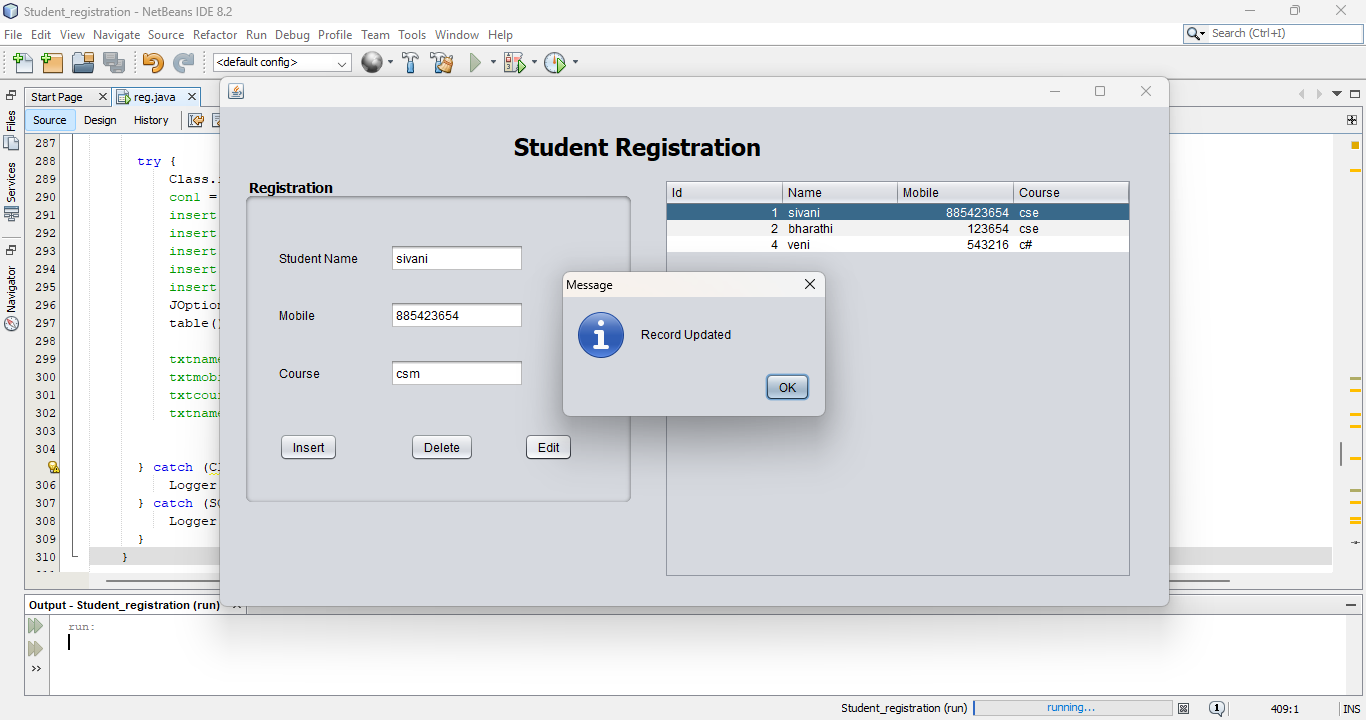 Student_registration - NetBeans IDE 8.2
File Edit View Navigate Source Refactor Run Debug Profile Team Tools Window Help
Search (Ctrl+I)
<default config>
Start Page
reg.java
Files
Services
Navigator
Source Design History
287
288 try {
289 Class.
290 con1 =
291 insert
292 insert
293 insert
294 insert
295 insert
296 JOption
297 table()
298
299 txtname
300 txtmobi
301 txtcour
302 txtname
303
304
} catch (Cl
306 Logger
307 } catch (SQ
308 Logger
309 }
310 }
Student Registration
Registration
Student Name sivani
Mobile 885423654
Course csm
Insert Delete Edit
Id Name Mobile Course
1 sivani 885423654 cse
2 bharathi 123654 cse
4 veni 543216 c#
Message
Record Updated
OK
Output - Student_registration (run)
run:
Student_registration (run) running... 1 409:1 INS